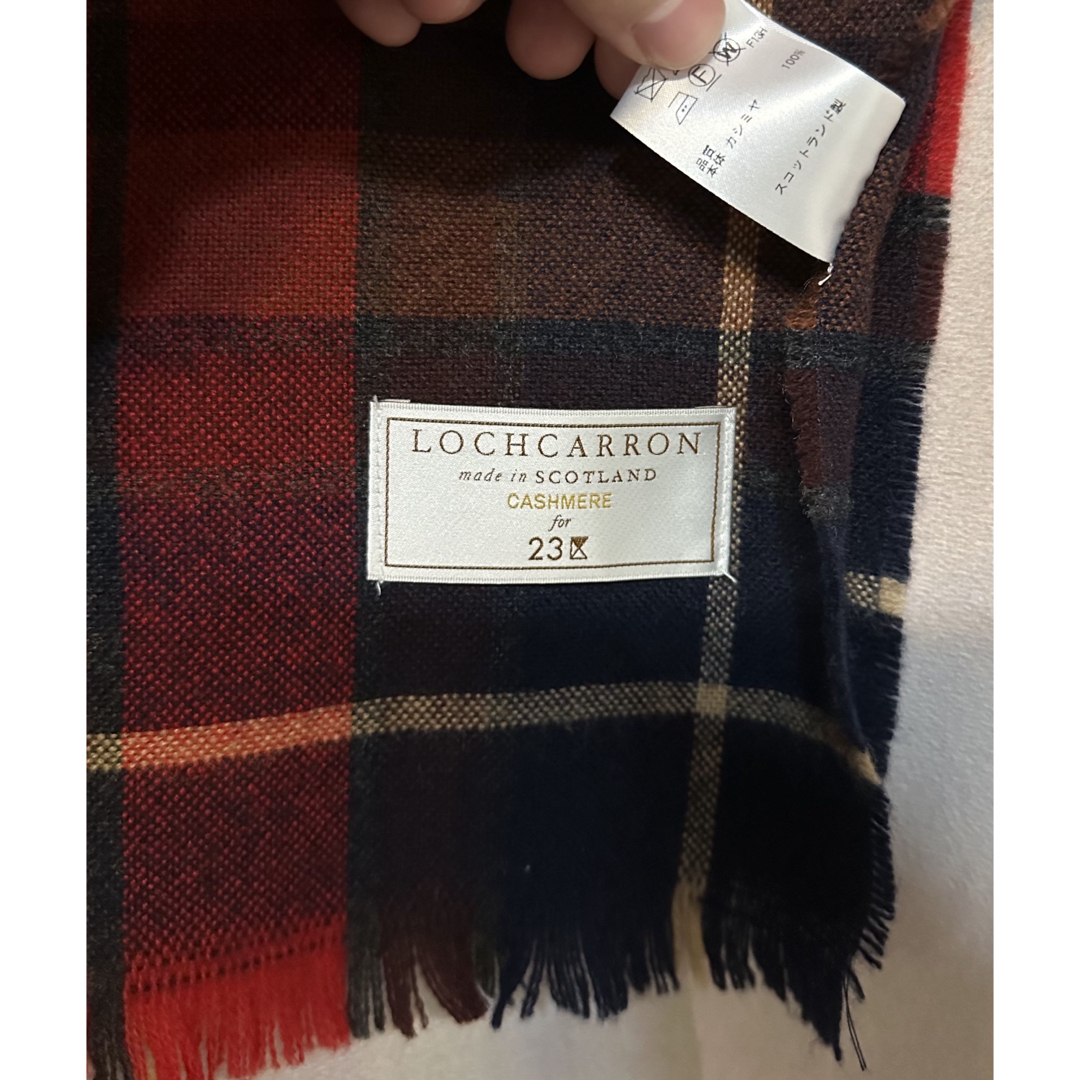 LOCHCARRON
made in SCOTLAND
CASHMERE
for
23区
F
W
品質
本体 カシミヤ 100%
スコットランド製